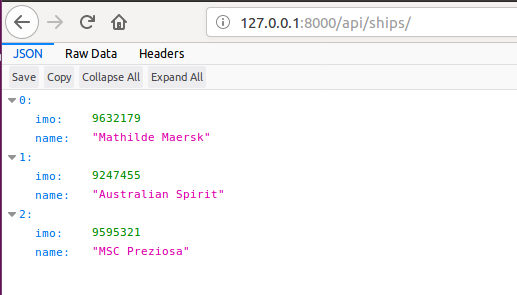 127.0.0.1:8000/api/ships/
JSON Raw Data Headers
Save Copy Collapse All Expand All
0:
imo: 9632179
name: "Mathilde Maersk"
1:
imo: 9247455
name: "Australian Spirit"
2:
imo: 9595321
name: "MSC Preziosa"